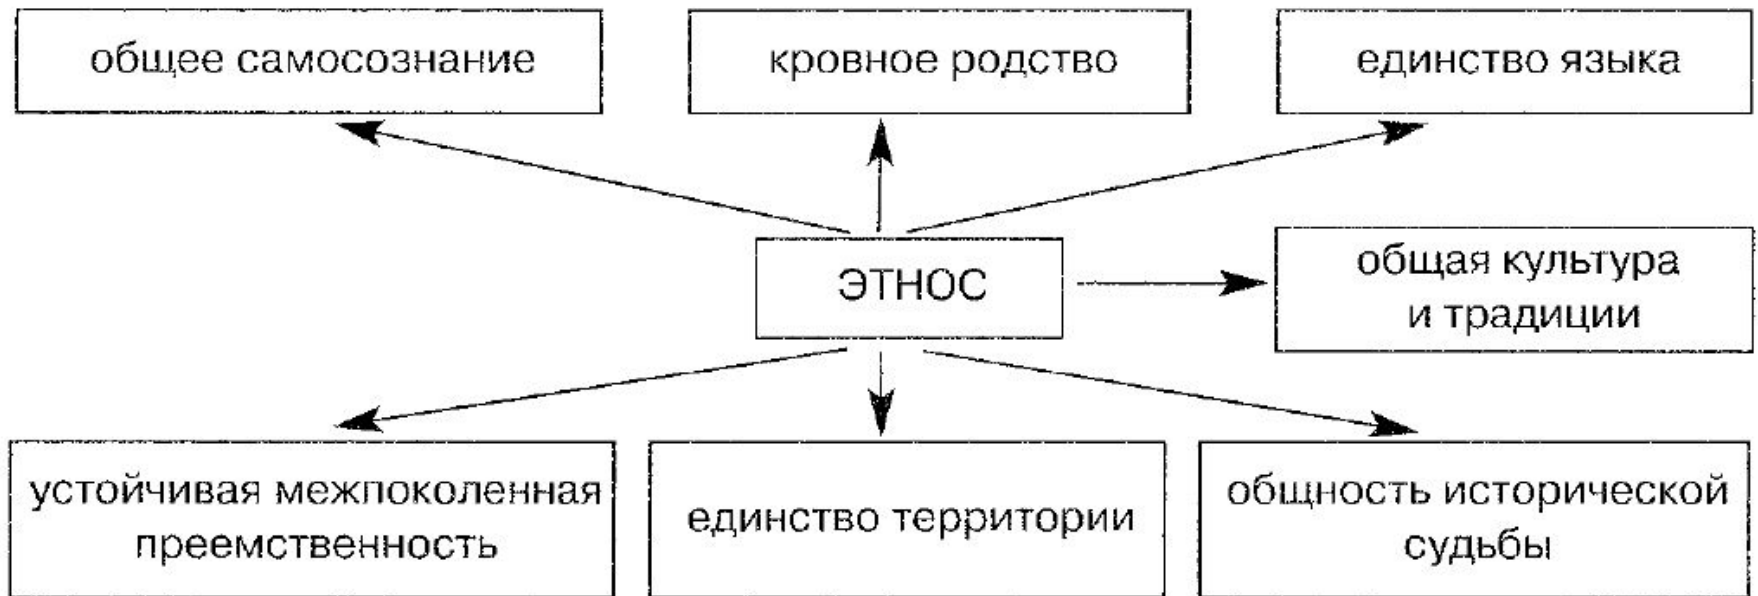 общее самосознание
кровное родство
единство языка
ЭТНОС
общая культура
и традиции
устойчивая межпоколенная
преемственность
единство территории
общность исторической
судьбы